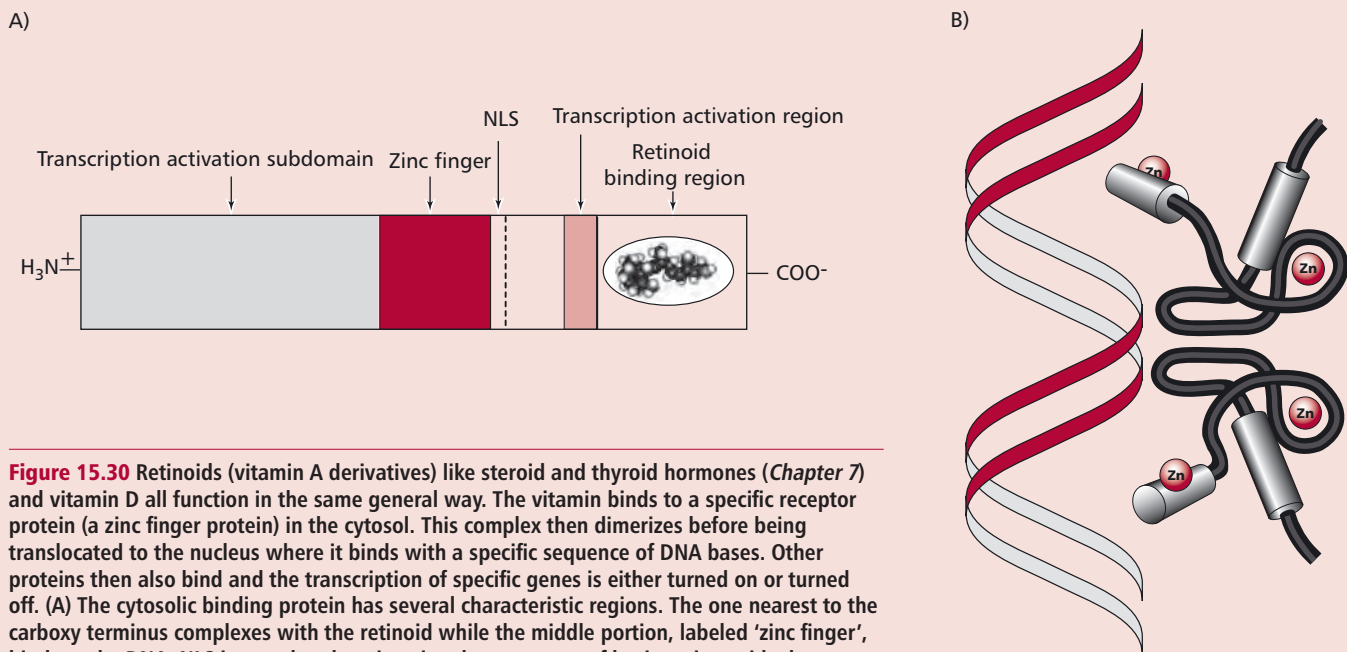 A)
B)
NLS
Transcription activation region
Transcription activation subdomain
Zinc finger
Retinoid
binding region
H₃N⁺
COO⁻
Zn
Zn
Zn
Zn
Figure 15.30 Retinoids (vitamin A derivatives) like steroid and thyroid hormones (Chapter 7)
and vitamin D all function in the same general way. The vitamin binds to a specific receptor
protein (a zinc finger protein) in the cytosol. This complex then dimerizes before being
translocated to the nucleus where it binds with a specific sequence of DNA bases. Other
proteins then also bind and the transcription of specific genes is either turned on or turned
off. (A) The cytosolic binding protein has several characteristic regions. The one nearest to the
carboxy terminus complexes with the retinoid while the middle portion, labeled ‘zinc finger’,